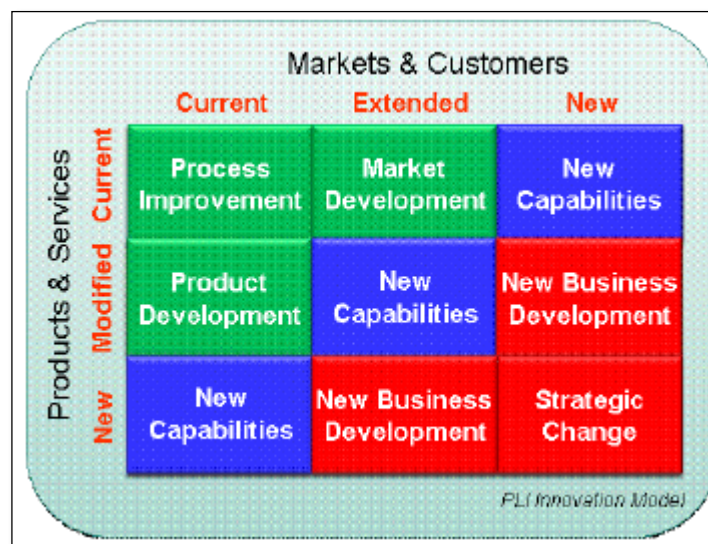 Markets & Customers
Current Extended New
Products & Services
Current
Process Improvement
Market Development
New Capabilities
Modified
Product Development
New Capabilities
New Business Development
New
New Capabilities
New Business Development
Strategic Change
PLI Innovation Model